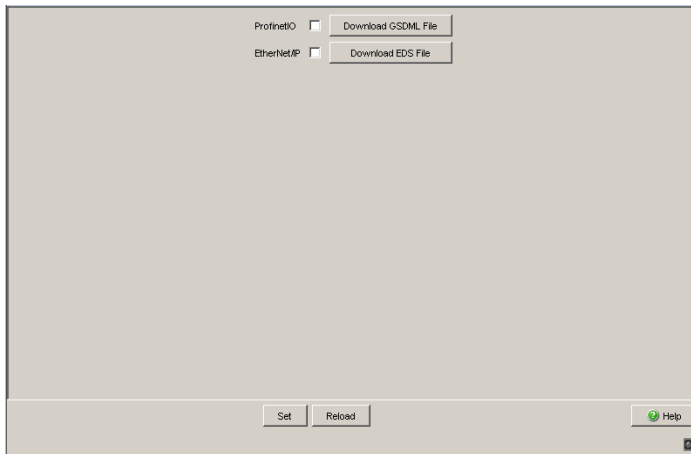 ProfinetIO Download GSDML File
EtherNet/IP Download EDS File
Set Reload Help